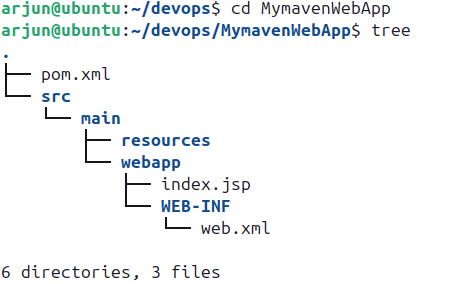 arjun@ubuntu:~/devops$ cd MymavenWebApp
arjun@ubuntu:~/devops/MymavenWebApp$ tree
.
├── pom.xml
└── src
    └── main
        ├── resources
        └── webapp
            ├── index.jsp
            └── WEB-INF
                └── web.xml

6 directories, 3 files